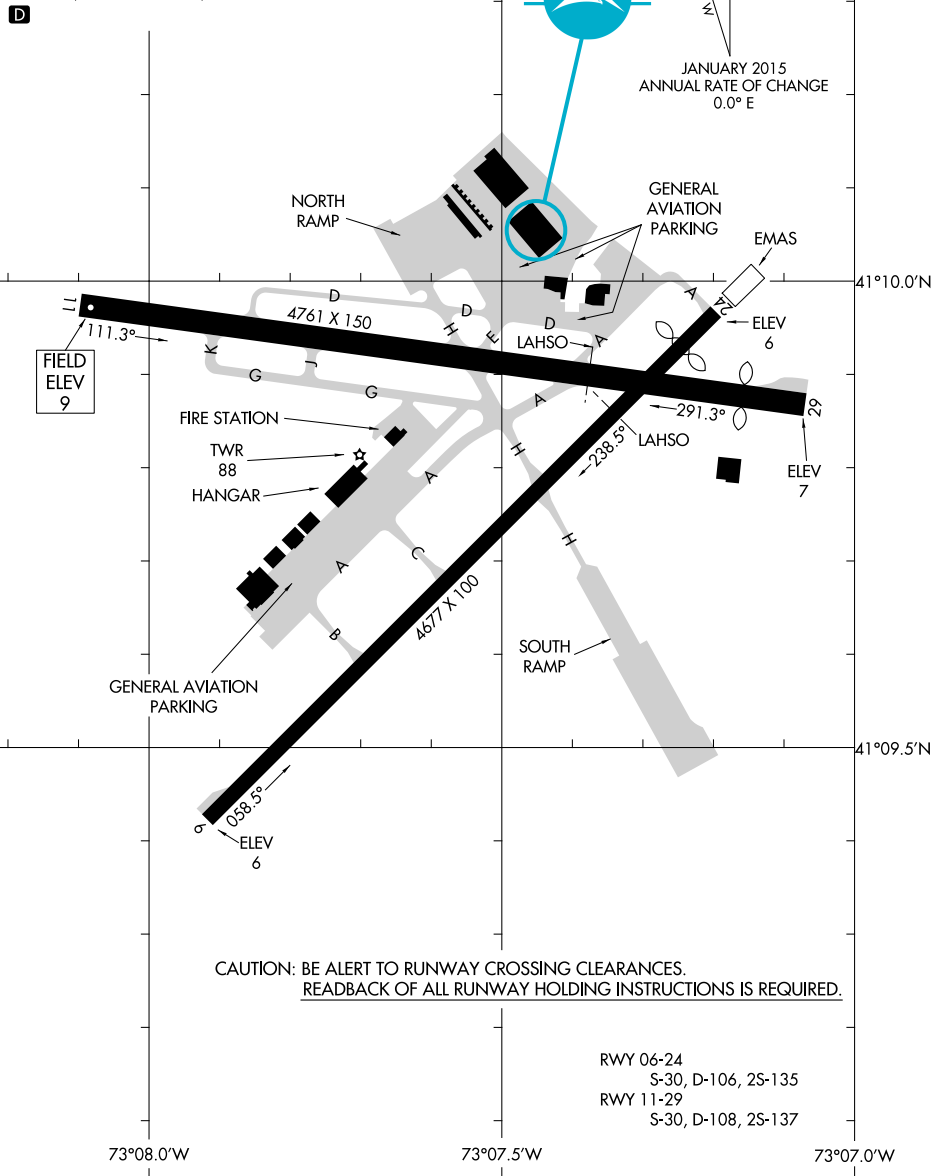 D
W
JANUARY 2015
ANNUAL RATE OF CHANGE
0.0° E
NORTH
RAMP
GENERAL
AVIATION
PARKING
EMAS
41°10.0'N
11
D
4761 X 150
111.3°
D
H
E
D
A
A
24
ELEV
6
LAHSO
FIELD
ELEV
9
K
J
G
G
A
291.3°
29
FIRE STATION
LAHSO
TWR
88
HANGAR
A
H
238.5°
ELEV
7
A
C
H
4677 X 100
B
SOUTH
RAMP
GENERAL AVIATION
PARKING
41°09.5'N
058.5°
6
ELEV
6
CAUTION: BE ALERT TO RUNWAY CROSSING CLEARANCES.
READBACK OF ALL RUNWAY HOLDING INSTRUCTIONS IS REQUIRED.
RWY 06-24
S-30, D-106, 2S-135
RWY 11-29
S-30, D-108, 2S-137
73°08.0'W
73°07.5'W
73°07.0'W